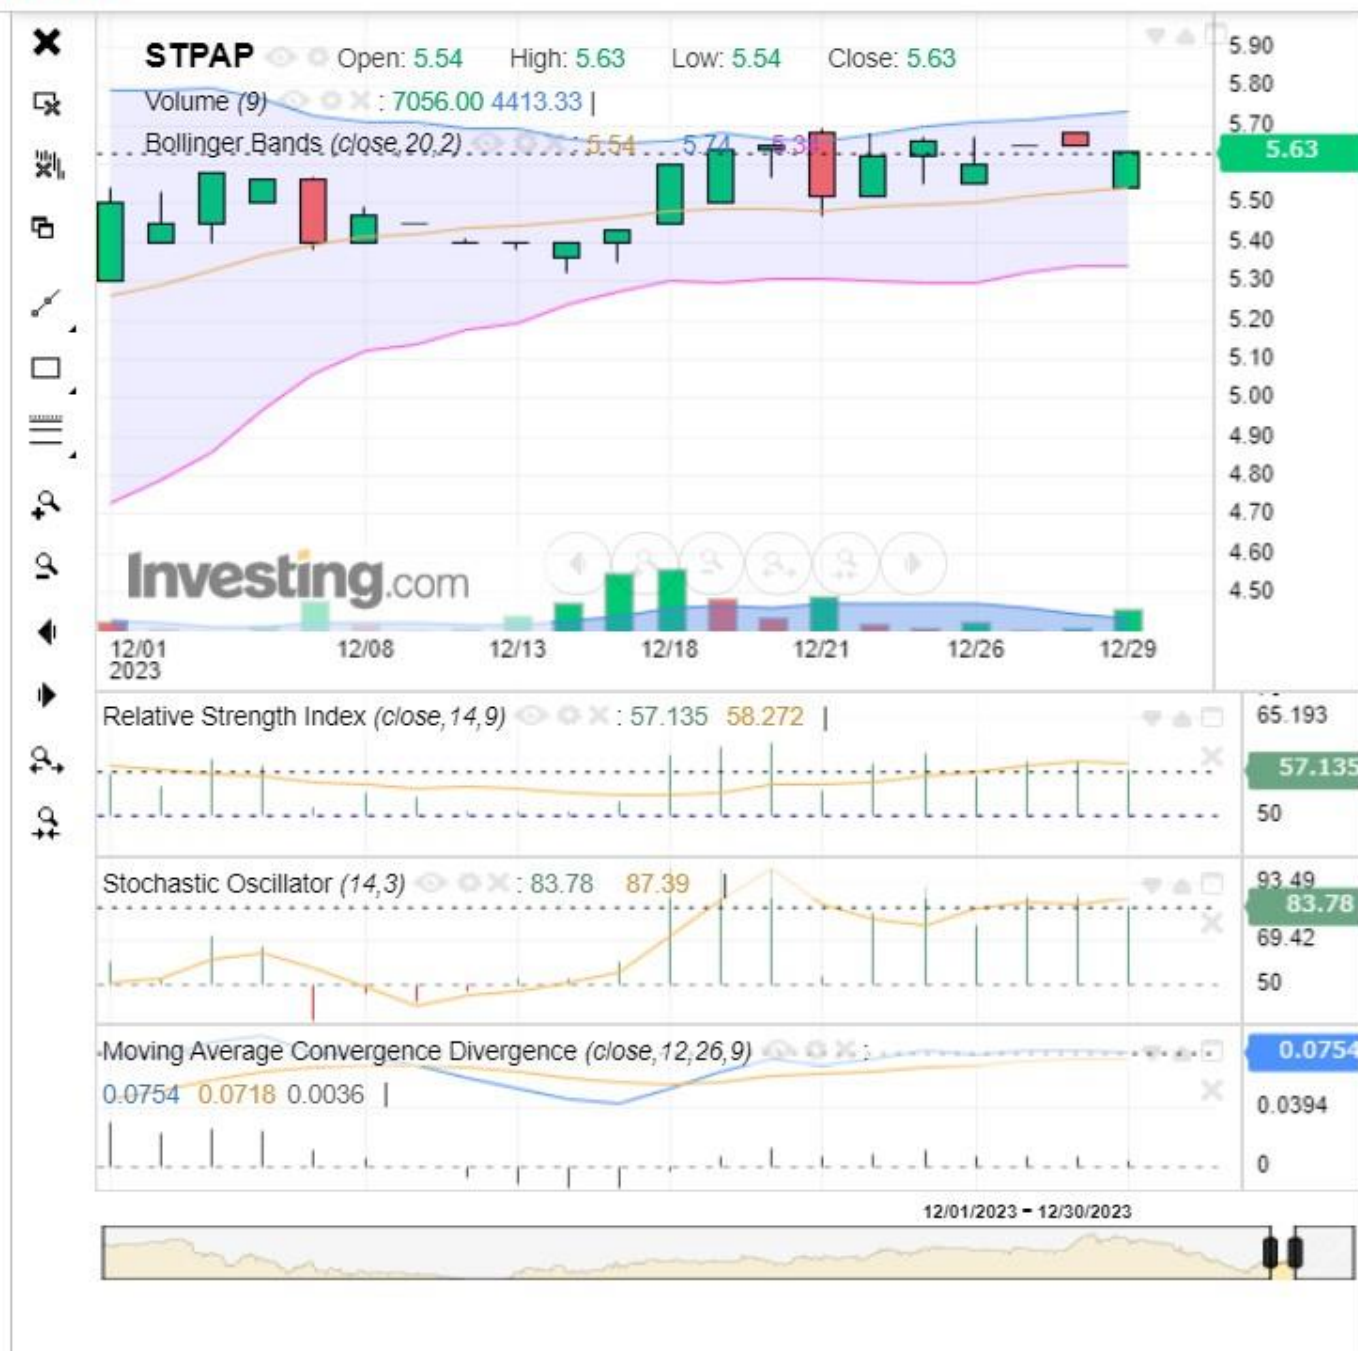 STPAP Open: 5.54 High: 5.63 Low: 5.54 Close: 5.63
Volume (9) : 7056.00 4413.33 |
Bollinger Bands (close,20,2) : 5.54 5.74
5.90
5.80
5.70
5.63
5.50
5.40
5.30
5.20
5.10
5.00
4.90
4.80
4.70
4.60
4.50
Investing.com
12/01 12/08 12/13 12/18 12/21 12/26 12/29
2023
Relative Strength Index (close,14,9) : 57.135 58.272 |
65.193
57.135
50
Stochastic Oscillator (14,3) : 83.78 87.39 |
93.49
83.78
69.42
50
Moving Average Convergence Divergence (close,12,26,9) :
0.0754 0.0718 0.0036 |
0.0754
0.0394
0
12/01/2023 - 12/30/2023